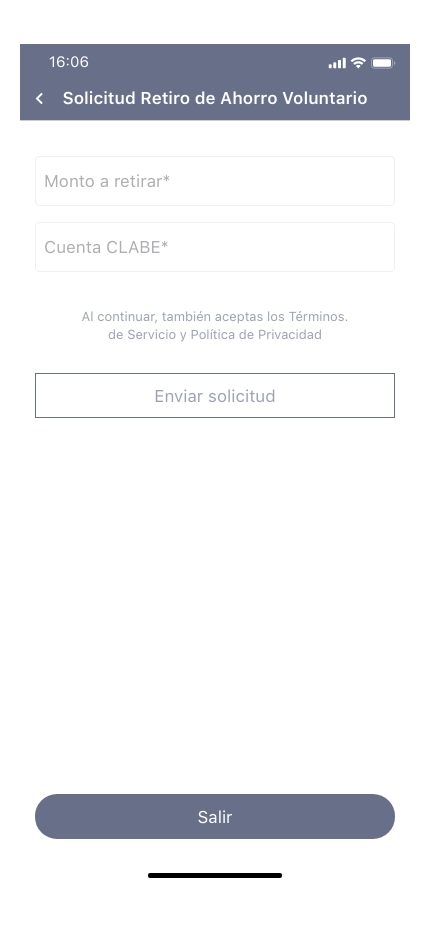 16:06
Solicitud Retiro de Ahorro Voluntario
Monto a retirar*
Cuenta CLABE*
Al continuar, también aceptas los Términos.
de Servicio y Política de Privacidad
Enviar solicitud
Salir